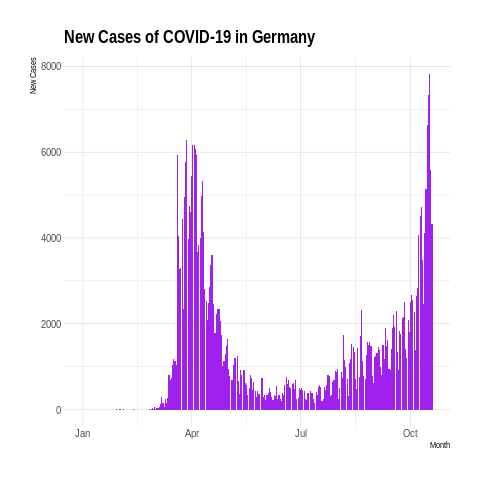 New Cases of COVID-19 in Germany
New Cases
8000
6000
4000
2000
0
Jan Apr Jul Oct
Month